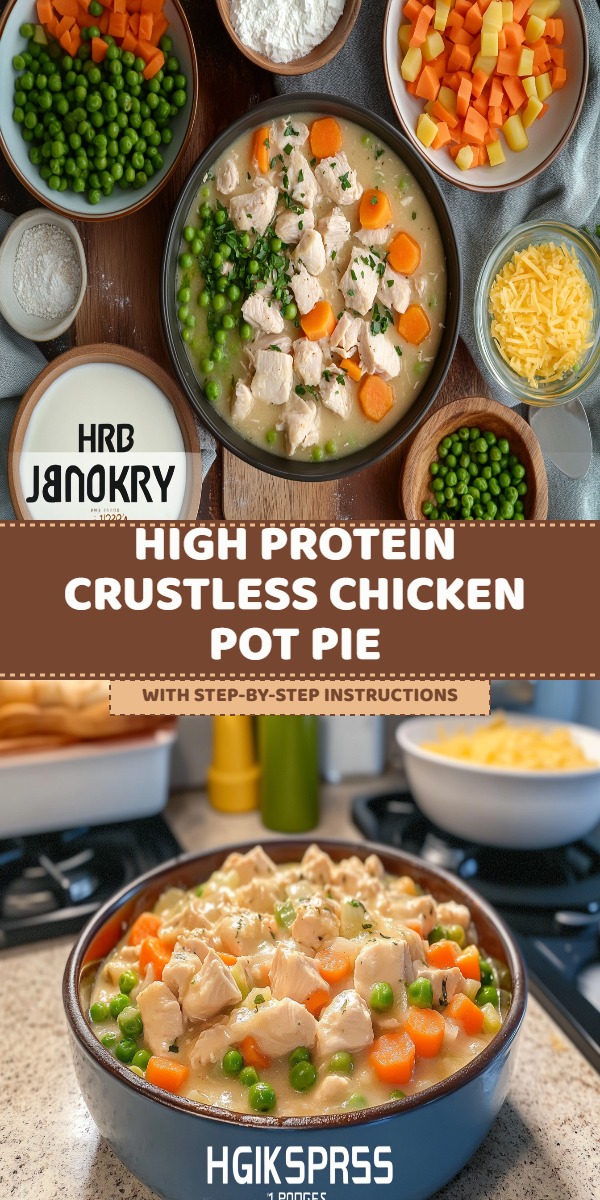 HRB
JBNOKRY
HIGH PROTEIN
CRUSTLESS CHICKEN
POT PIE
WITH STEP-BY-STEP INSTRUCTIONS
HGIKSPRSS